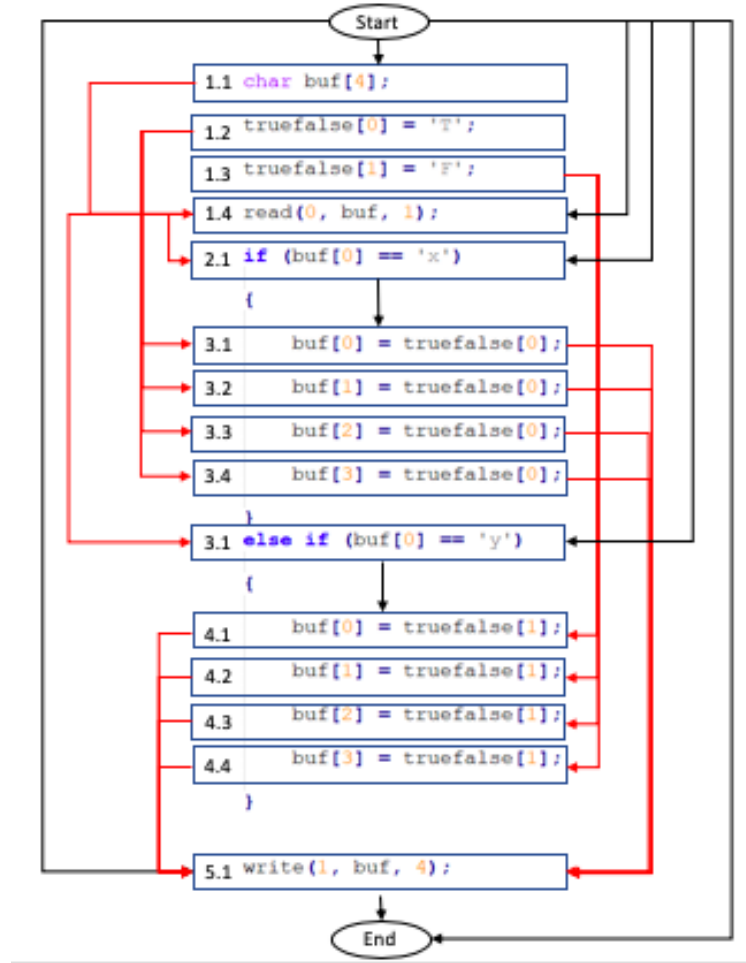 Start
1.1 char buf[4];
1.2 truefalse[0] = 'T';
1.3 truefalse[1] = 'F';
1.4 read(0, buf, 1);
2.1 if (buf[0] == 'x')
{
3.1 buf[0] = truefalse[0];
3.2 buf[1] = truefalse[0];
3.3 buf[2] = truefalse[0];
3.4 buf[3] = truefalse[0];
}
3.1 else if (buf[0] == 'y')
{
4.1 buf[0] = truefalse[1];
4.2 buf[1] = truefalse[1];
4.3 buf[2] = truefalse[1];
4.4 buf[3] = truefalse[1];
}
5.1 write(1, buf, 4);
End